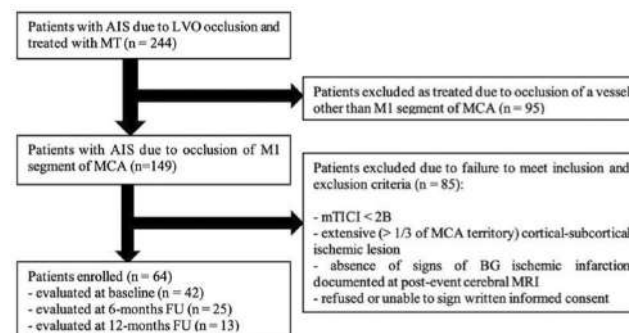 Patients with AIS due to LVO occlusion and
treated with MT (n = 244)
Patients excluded as treated due to occlusion of a vessel
other than M1 segment of MCA (n = 95)
Patients with AIS due to occlusion of M1
segment of MCA (n=149)
Patients excluded due to failure to meet inclusion and
exclusion criteria (n = 85):
- mTICI < 2B
- extensive (> 1/3 of MCA territory) cortical-subcortical
ischemic lesion
- absence of signs of BG ischemic infarction
documented at post-event cerebral MRI
- refused or unable to sign written informed consent
Patients enrolled (n = 64)
- evaluated at baseline (n = 42)
- evaluated at 6-months FU (n = 25)
- evaluated at 12-months FU (n = 13)